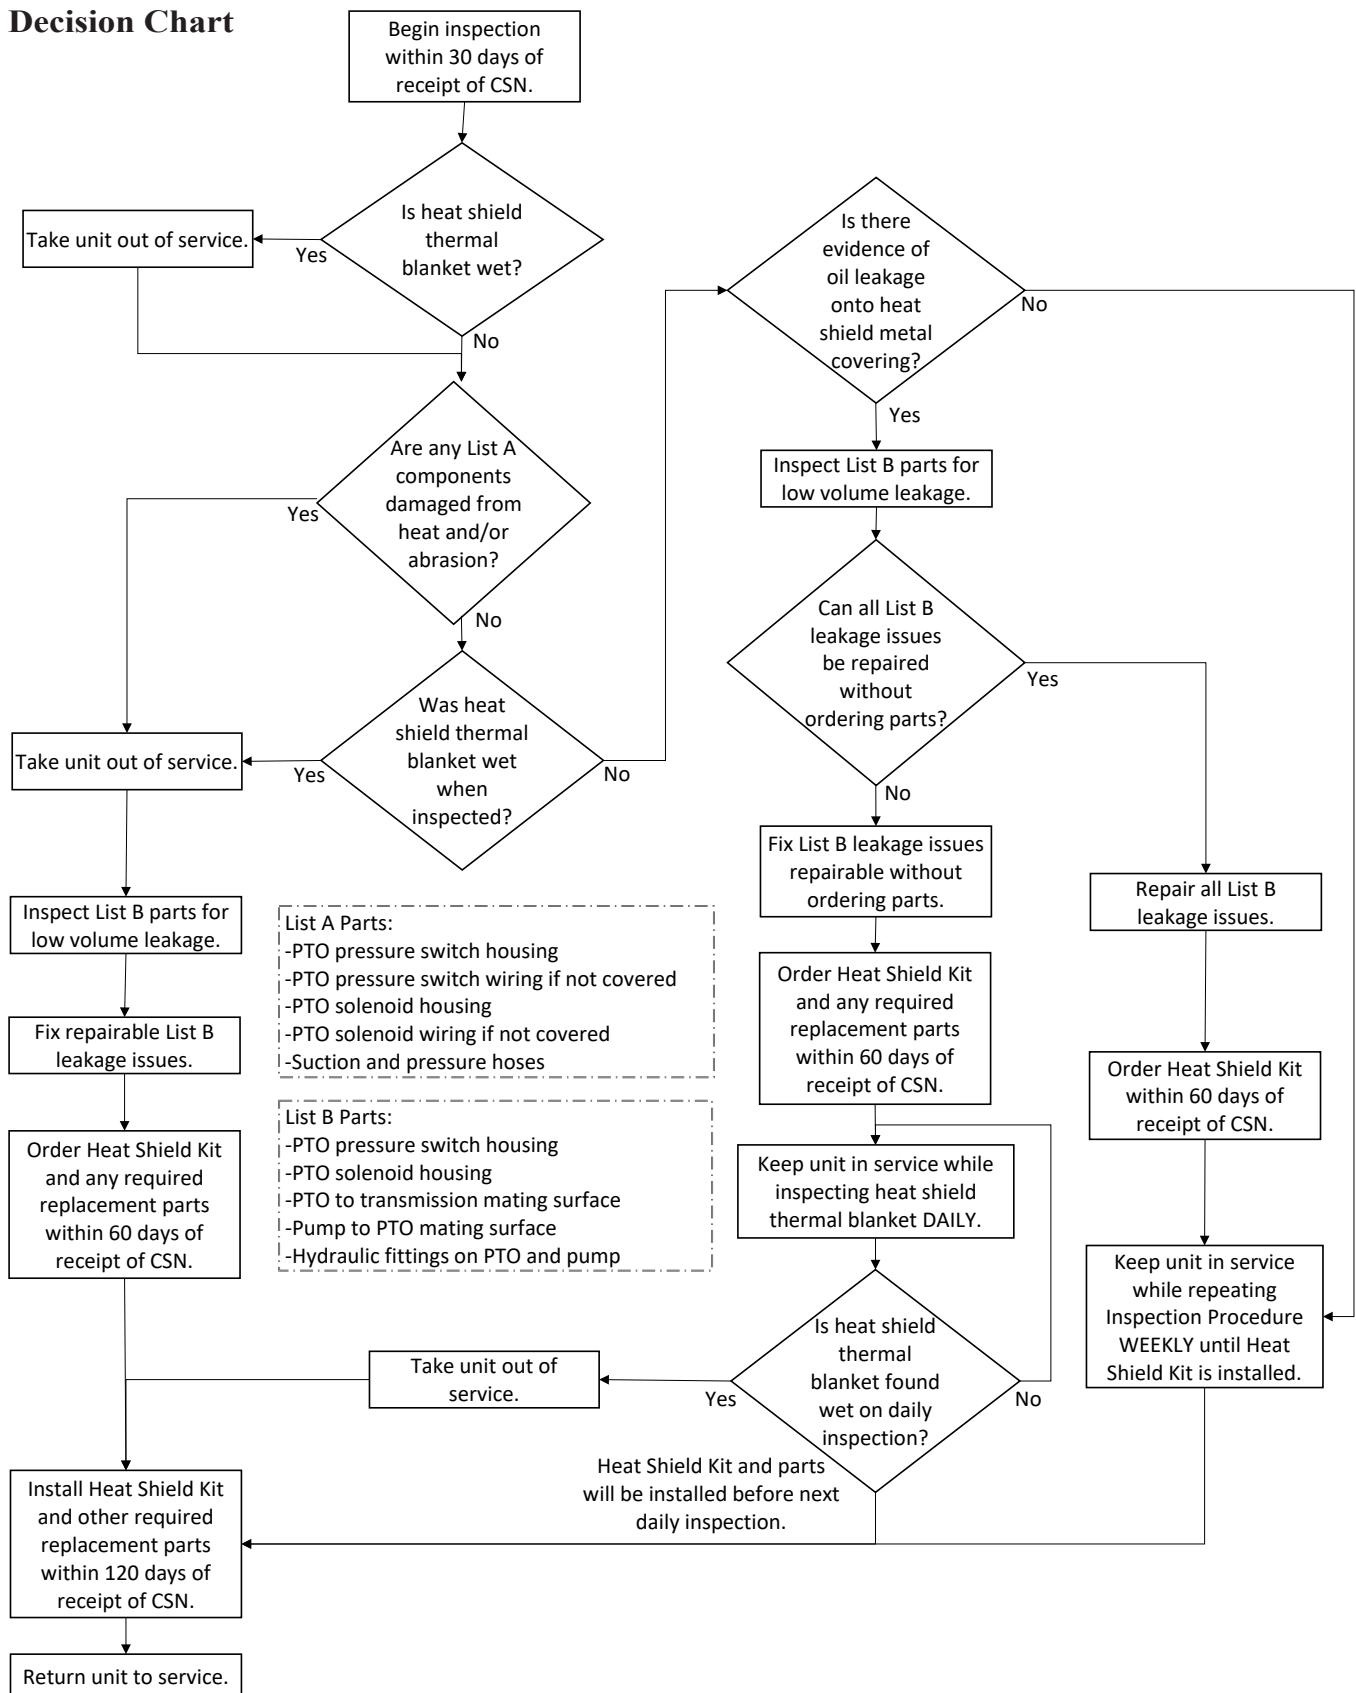 Decision Chart
Begin inspection
within 30 days of
receipt of CSN.
Is heat shield
thermal
blanket wet?
Yes
Take unit out of service.
No
Are any List A
components
damaged from
heat and/or
abrasion?
Yes
No
Was heat
shield thermal
blanket wet
when
inspected?
Yes
No
Take unit out of service.
Inspect List B parts for
low volume leakage.
Fix repairable List B
leakage issues.
Order Heat Shield Kit
and any required
replacement parts
within 60 days of
receipt of CSN.
List A Parts:
-PTO pressure switch housing
-PTO pressure switch wiring if not covered
-PTO solenoid housing
-PTO solenoid wiring if not covered
-Suction and pressure hoses
List B Parts:
-PTO pressure switch housing
-PTO solenoid housing
-PTO to transmission mating surface
-Pump to PTO mating surface
-Hydraulic fittings on PTO and pump
Is there
evidence of
oil leakage
onto heat
shield metal
covering?
No
Yes
Inspect List B parts for
low volume leakage.
Can all List B
leakage issues
be repaired
without
ordering parts?
Yes
No
Fix List B leakage issues
repairable without
ordering parts.
Order Heat Shield Kit
and any required
replacement parts
within 60 days of
receipt of CSN.
Keep unit in service while
inspecting heat shield
thermal blanket DAILY.
Is heat shield
thermal
blanket found
wet on daily
inspection?
Yes
No
Take unit out of
service.
Heat Shield Kit and parts
will be installed before next
daily inspection.
Repair all List B
leakage issues.
Order Heat Shield Kit
within 60 days of
receipt of CSN.
Keep unit in service
while repeating
Inspection Procedure
WEEKLY until Heat
Shield Kit is installed.
Install Heat Shield Kit
and other required
replacement parts
within 120 days of
receipt of CSN.
Return unit to service.